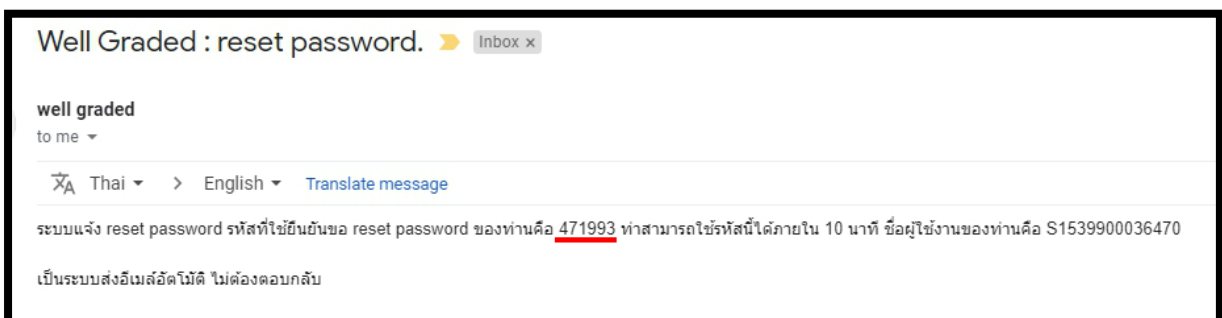 Well Graded : reset password. Inbox x
well graded
to me
Thai > English Translate message
ระบบแจ้ง reset password รหัสที่ใช้ยืนยันขอ reset password ของท่านคือ 471993 ท่าสามารถใช้รหัสนี้ได้ภายใน 10 นาที ชื่อผู้ใช้งานของท่านคือ S1539900036470
เป็นระบบส่งอีเมล์อัตโมัติ ไม่ต้องตอบกลับ